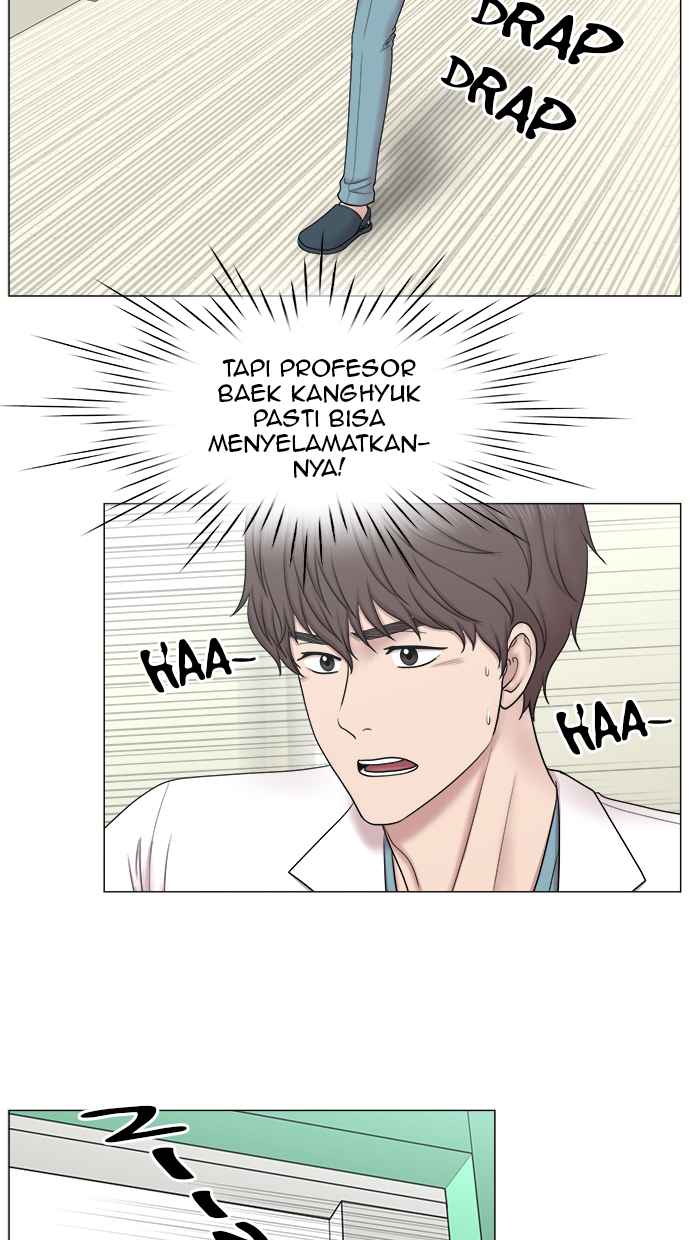 DRAP
DRAP
TAPI PROFESOR
BAEK KANGHYUK
PASTI BISA
MENYELAMATKAN-
NYA!
HAA-
HAA-